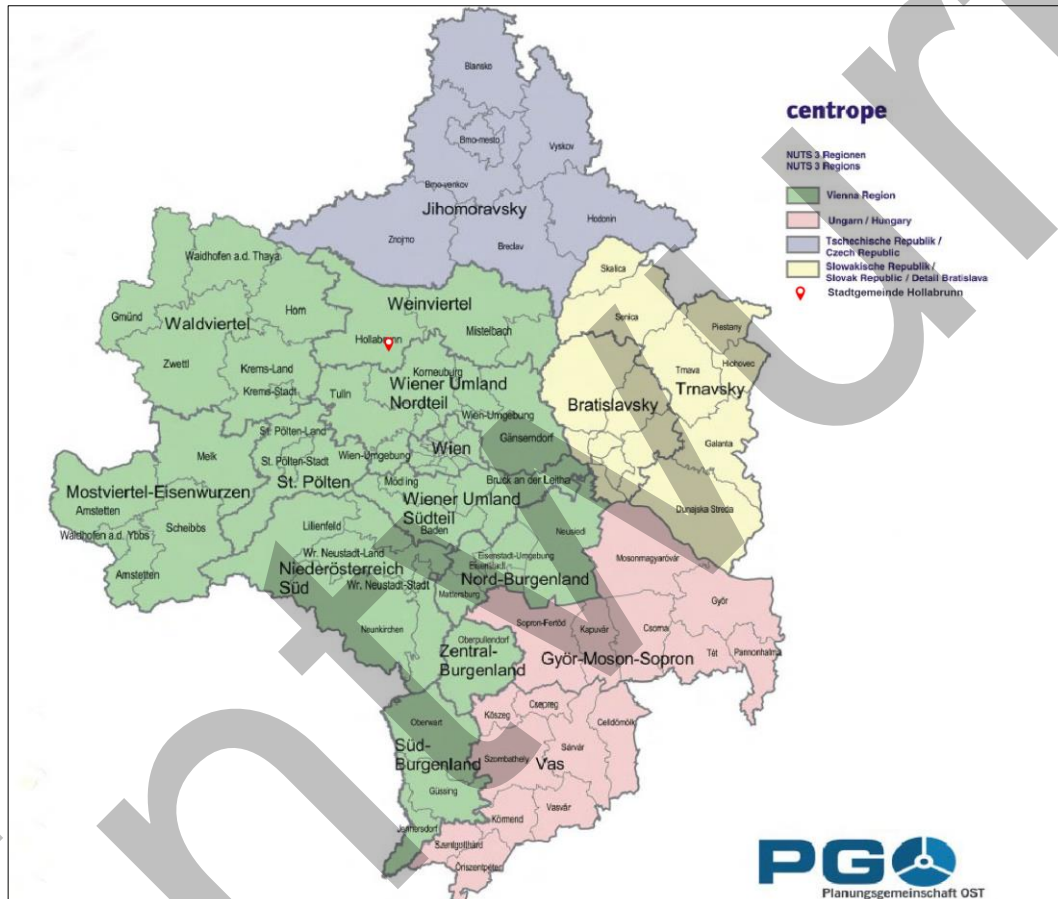 centrope
NUTS 3 Regionen
NUTS 3 Regions
Vienna Region
Ungarn / Hungary
Tschechische Republik /
Czech Republic
Slowakische Republik /
Slovak Republic / Detail Bratislava
Stadtgemeinde Hollabrunn
Blansko
Brno-mesto
Vyskov
Brno-venkov
Jihomoravsky
Hodonin
Znojmo
Breclav
Waidhofen a.d. Thaya
Skalica
Gmünd
Horn
Weinviertel
Senica
Piestany
Waldviertel
Mistelbach
Hollabrunn
Zwettl
Krems-Land
Trnava
Hlohovec
Korneuburg
Trnavsky
Krems-Stadt
Tulln
Wiener Umland
Nordteil
Bratislavsky
Wien-Umgebung
St. Pölten-Land
Gänserndorf
Galanta
Wien
Melk
Wien-Umgebung
St. Pölten-Stadt
St. Pölten
Mödling
Bruck an der Leitha
Mostviertel-Eisenwurzen
Wiener Umland
Südteil
Amstetten
Dunajska Streda
Lilienfeld
Scheibbs
Baden
Neusiedl
Waidhofen a.d. Ybbs
Wr. Neustadt-Land
Eisenstadt-Umgebung
Eisenstadt
Mosonmagyaróvár
Niederösterreich
Süd
Amstetten
Wr. Neustadt-Stadt
Nord-Burgenland
Mattersburg
Győr
Sopron-Fertőd
Kapuvár
Csorna
Neunkirchen
Oberpullendorf
Zentral-
Burgenland
Győr-Moson-Sopron
Tét
Pannonhalma
Csepreg
Kőszeg
Celldömölk
Oberwart
Süd-
Burgenland
Szombathely
Sárvár
Vas
Güssing
Vasvár
Körmend
Jennersdorf
Szentgotthárd
Őriszentpéter
PGO
Planungsgemeinschaft OST